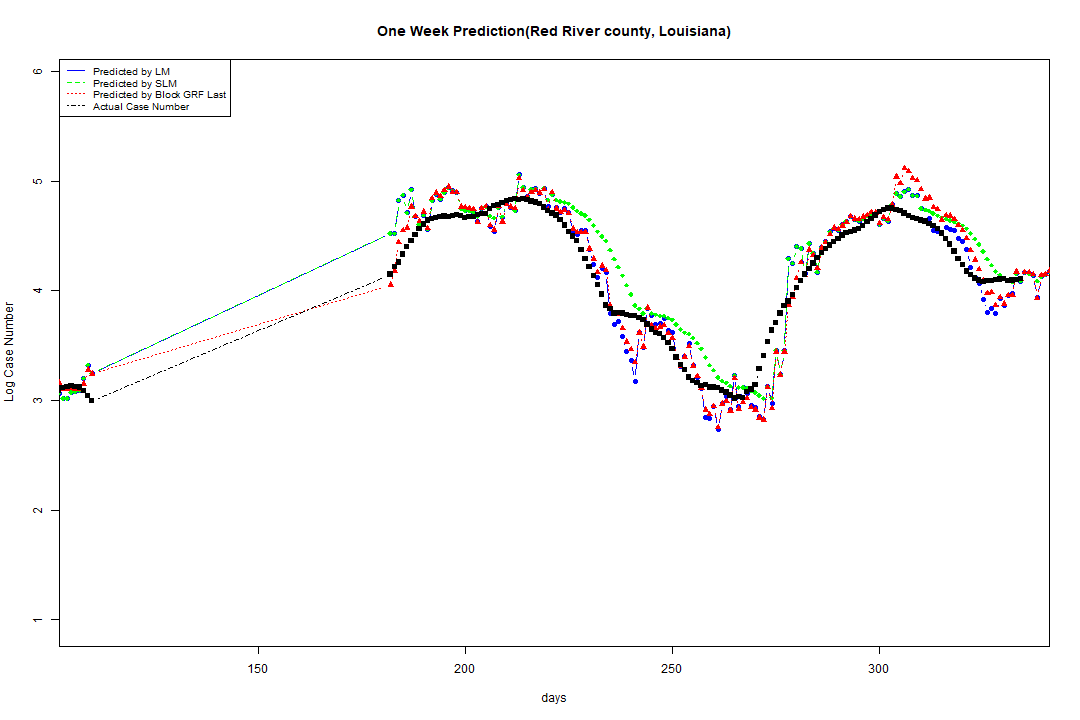 One Week Prediction(Red River county, Louisiana)
Predicted by LM
Predicted by SLM
Predicted by Block GRF Last
Actual Case Number
6
5
4
3
2
1
Log Case Number
150 200 250 300
days